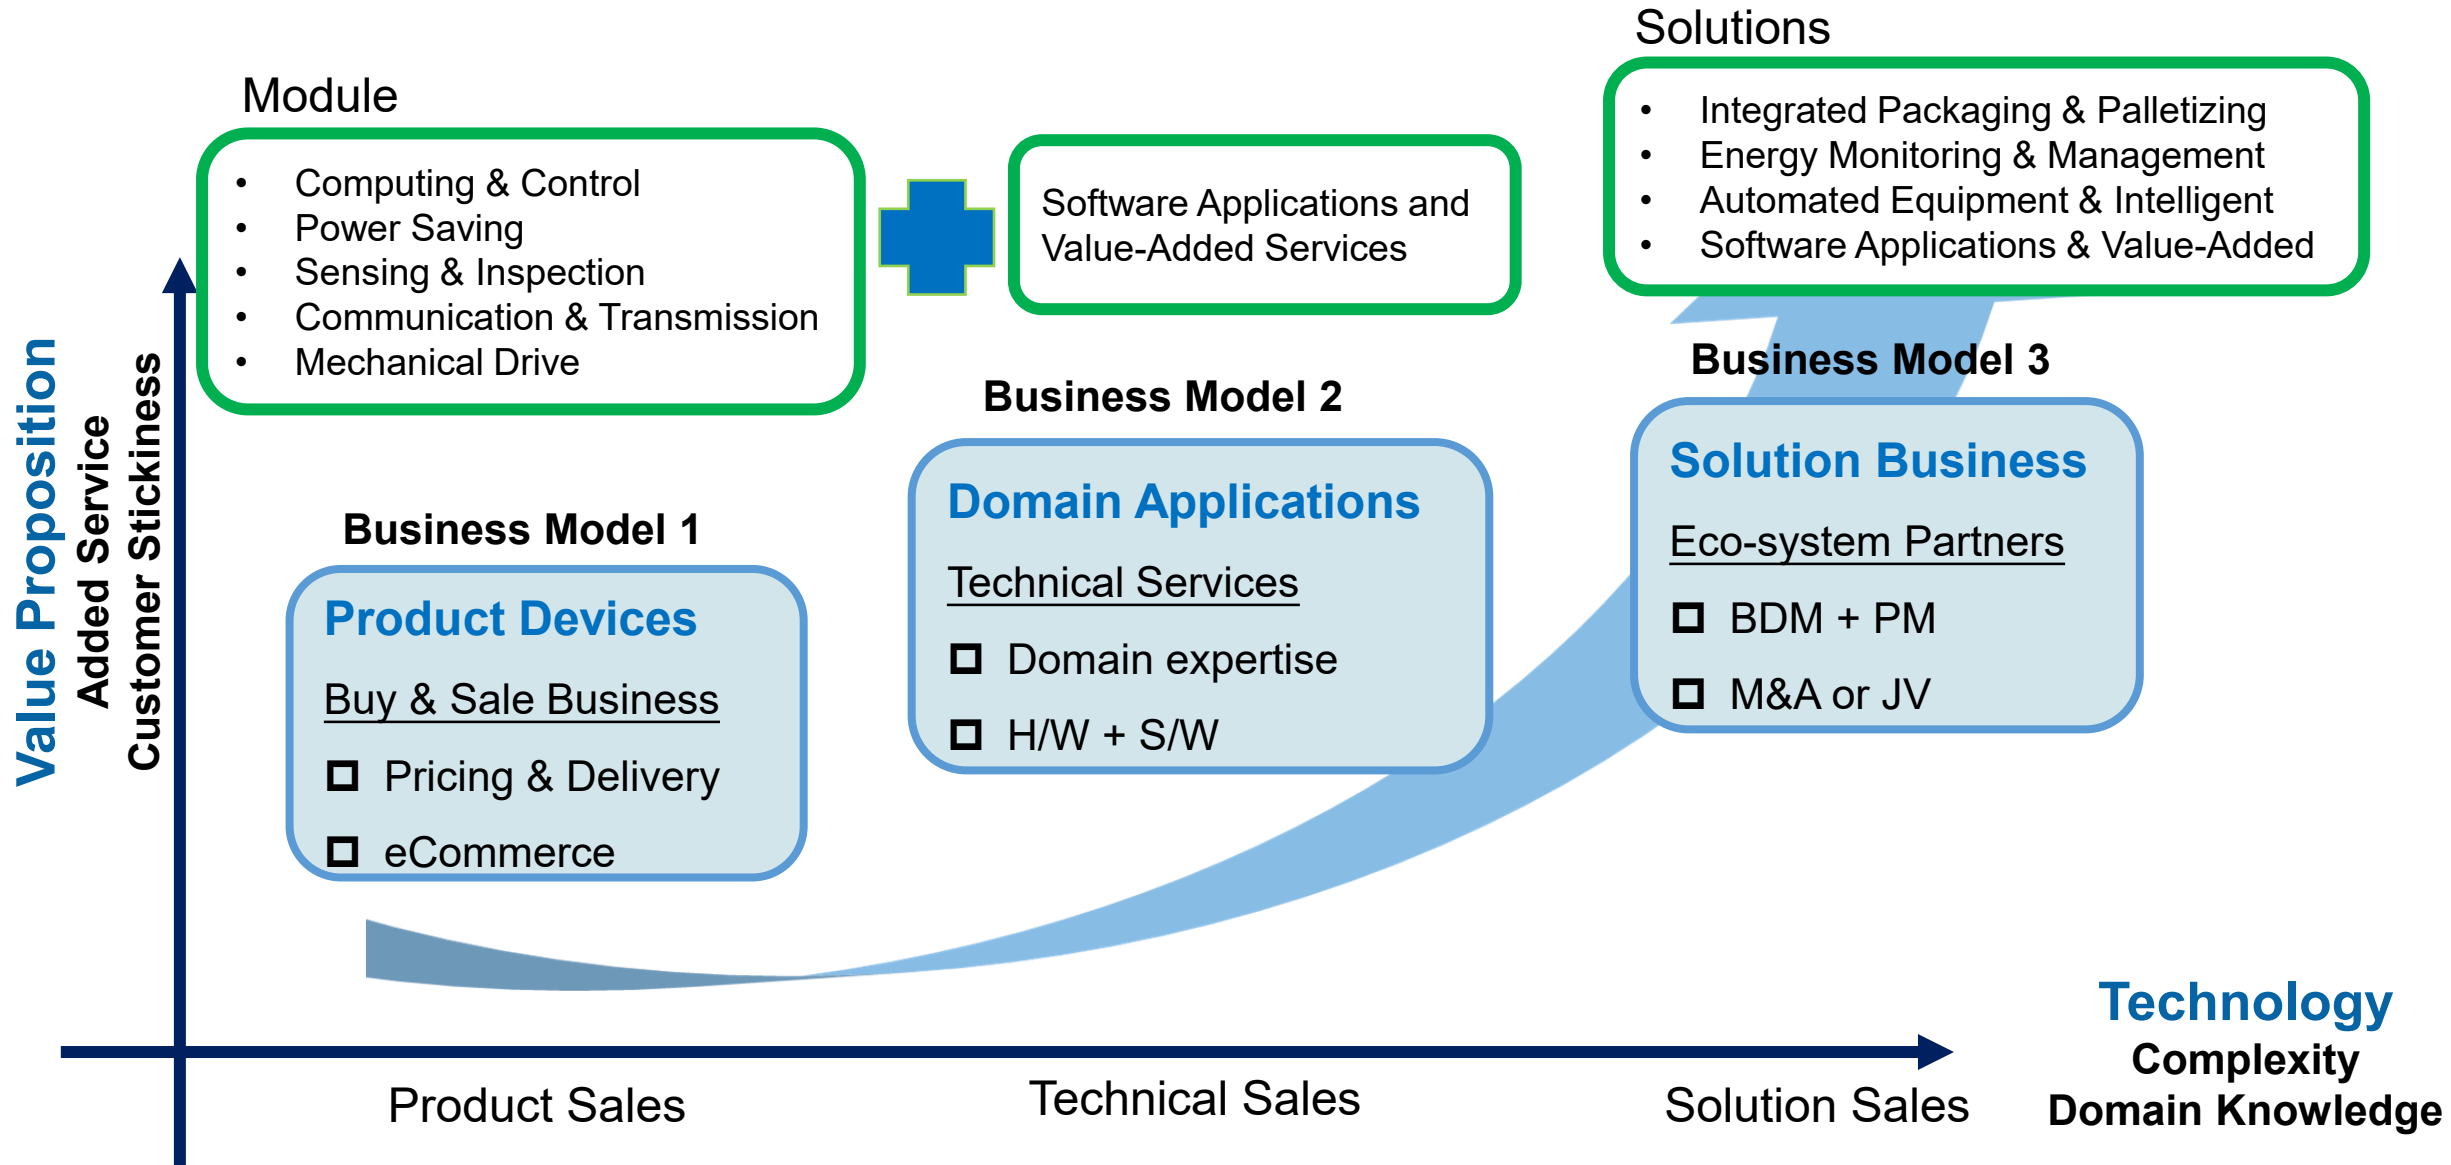 Solutions
Module
• Integrated Packaging & Palletizing
• Energy Monitoring & Management
• Automated Equipment & Intelligent
• Software Applications & Value-Added
• Computing & Control
• Power Saving
• Sensing & Inspection
• Communication & Transmission
• Mechanical Drive
Software Applications and
Value-Added Services
Value Proposition
Added Service
Customer Stickiness
Business Model 1
Product Devices
Buy & Sale Business
Pricing & Delivery
eCommerce
Business Model 2
Domain Applications
Technical Services
Domain expertise
H/W + S/W
Business Model 3
Solution Business
Eco-system Partners
BDM + PM
M&A or JV
Technology
Complexity
Domain Knowledge
Product Sales
Technical Sales
Solution Sales